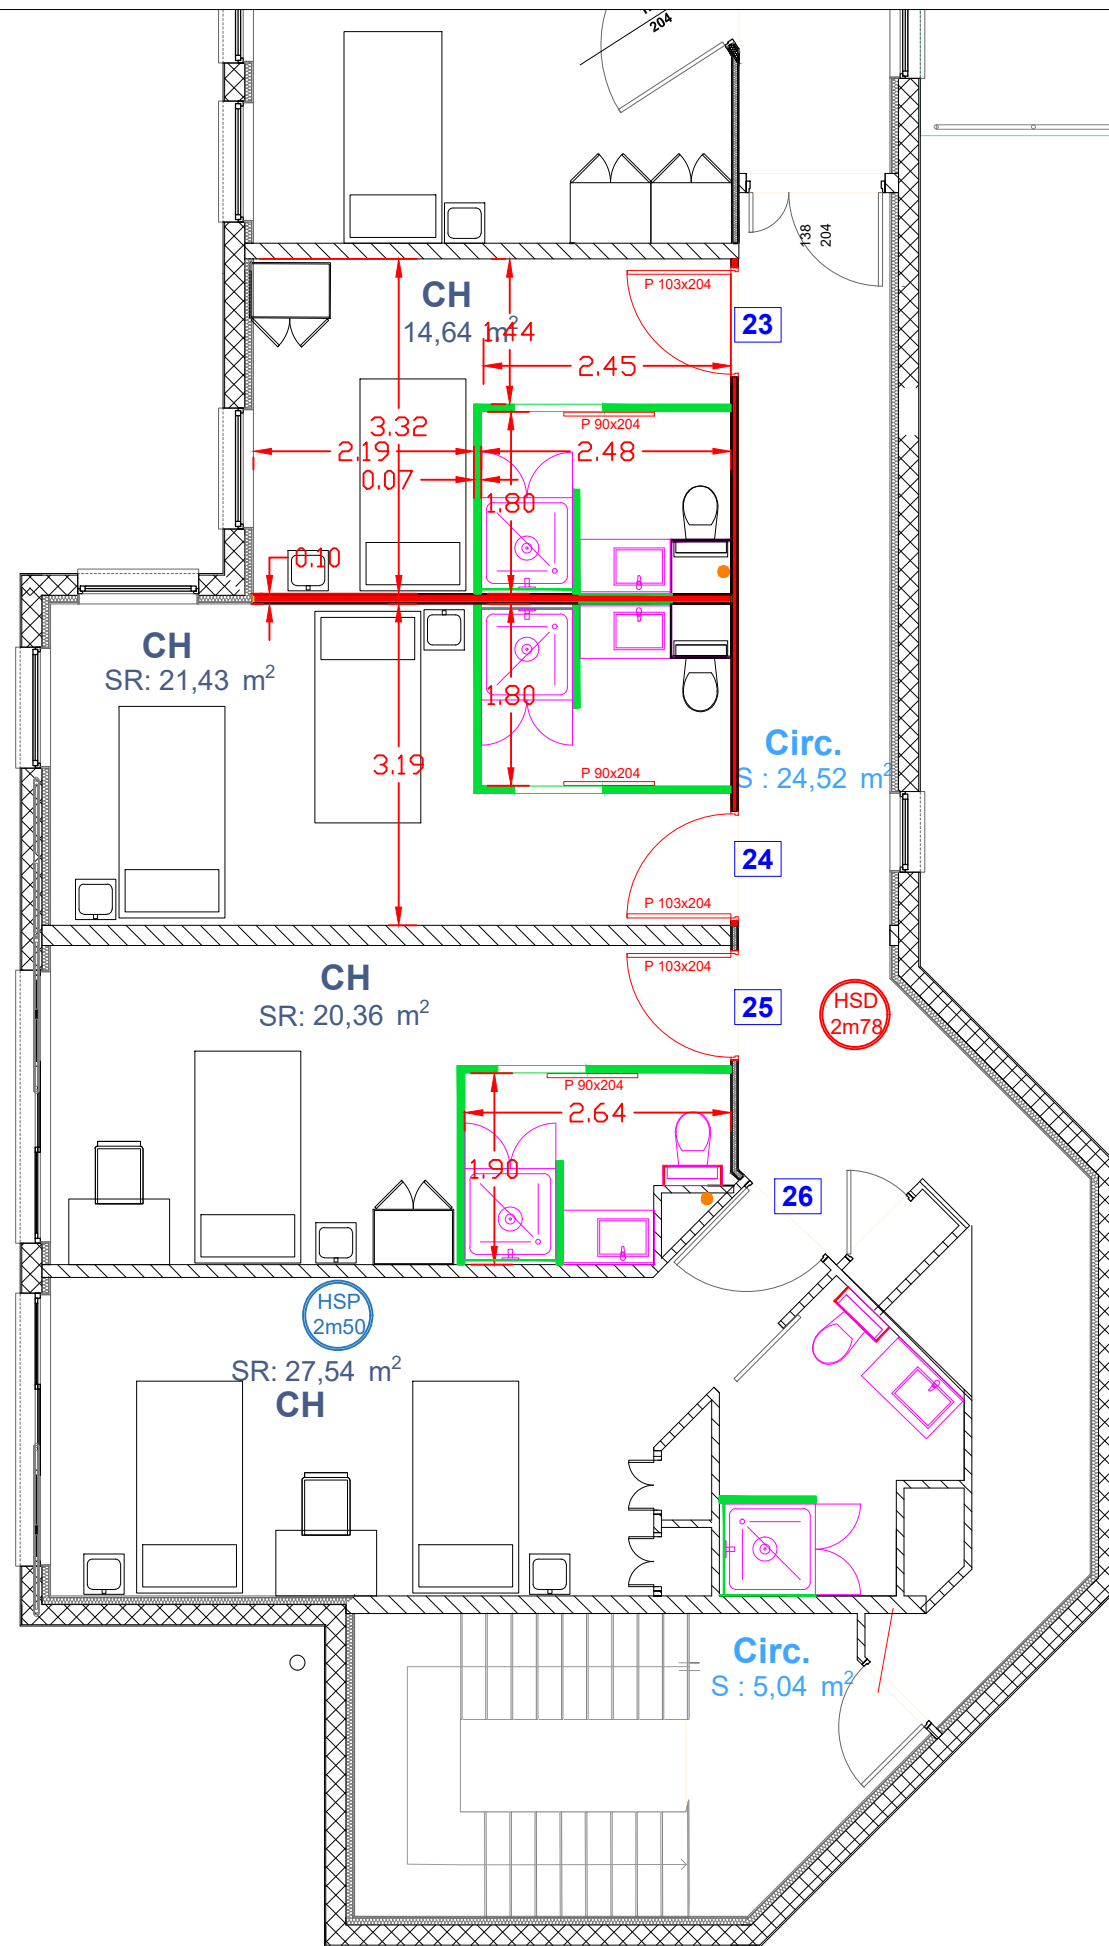 204
138
204
CH
14,64 m²
1.44
P 103x204
23
2.45
P 90x204
3.32
2.19
2.48
0.07
1.80
0.10
CH
SR: 21,43 m²
1.80
3.19
P 90x204
Circ.
S : 24,52 m²
24
P 103x204
P 103x204
CH
SR: 20,36 m²
25
HSD
2m78
P 90x204
2.64
1.90
26
HSP
2m50
SR: 27,54 m²
CH
Circ.
S : 5,04 m²